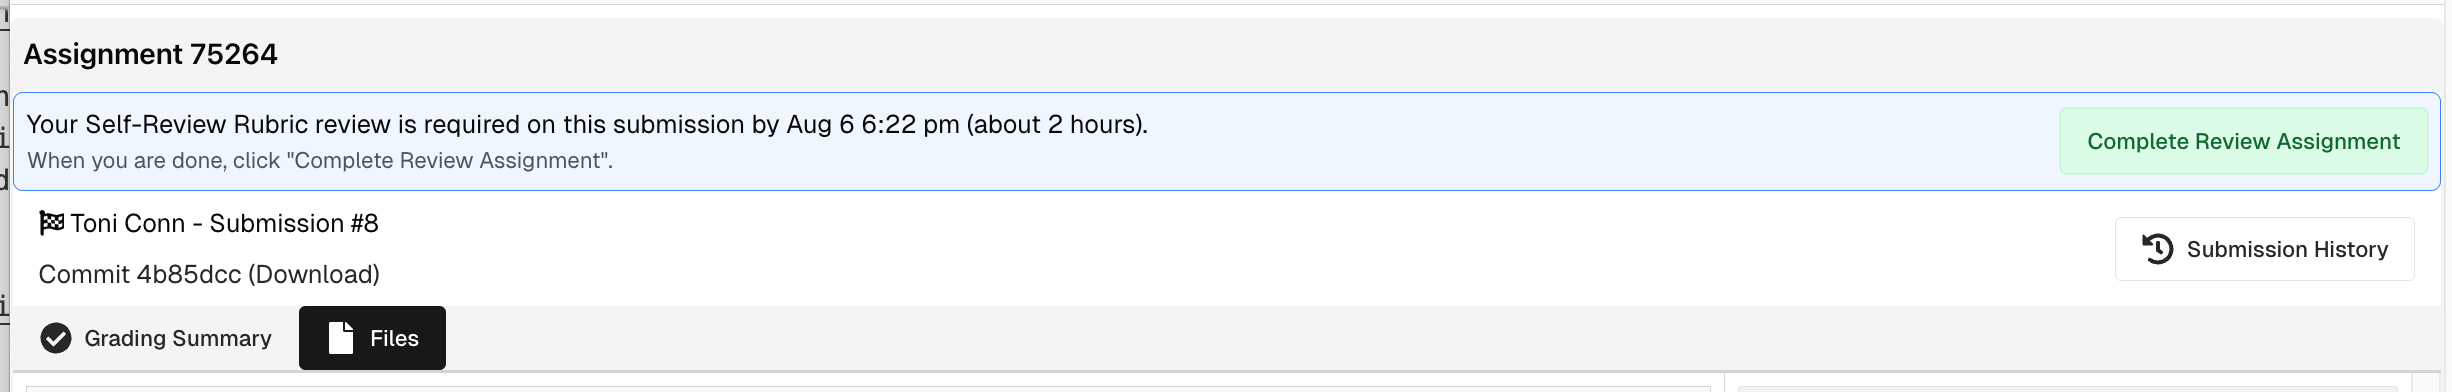 Assignment 75264
Your Self-Review Rubric review is required on this submission by Aug 6 6:22 pm (about 2 hours).
When you are done, click "Complete Review Assignment".
Complete Review Assignment
Toni Conn - Submission #8
Commit 4b85dcc (Download)
Submission History
Grading Summary
Files